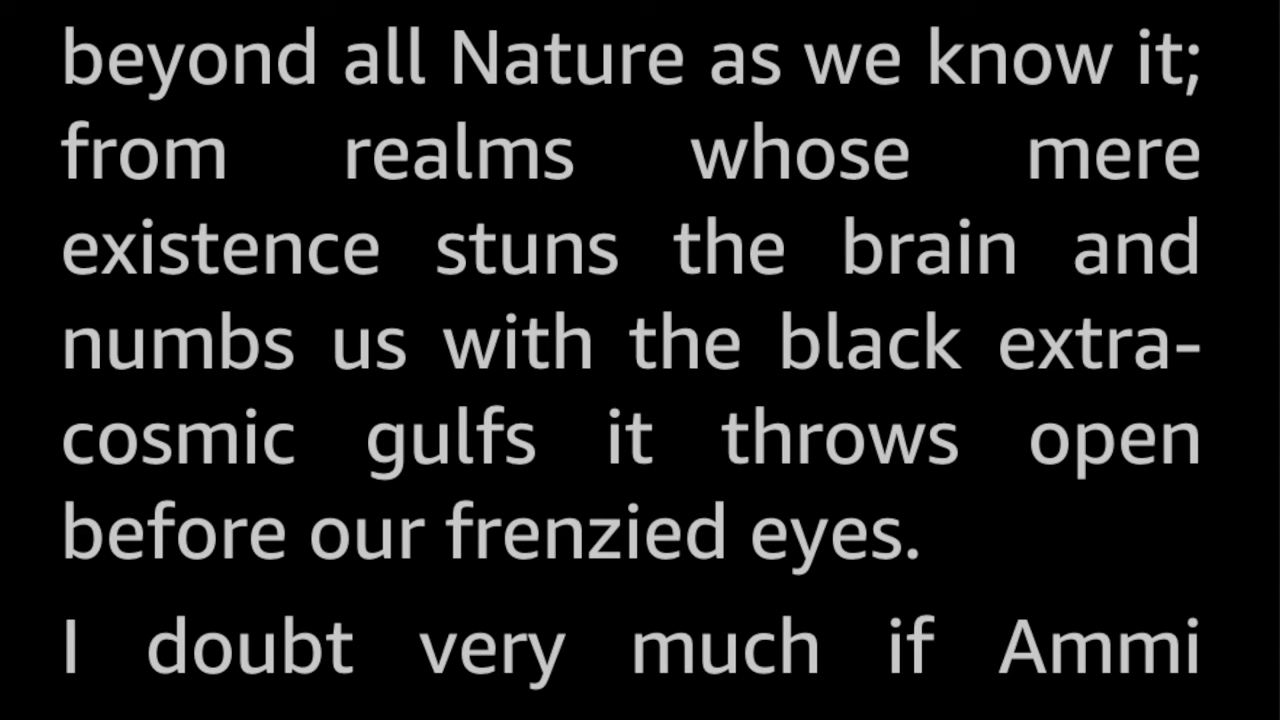 beyond all Nature as we know it;
from realms whose mere
existence stuns the brain and
numbs us with the black extra-
cosmic gulfs it throws open
before our frenzied eyes.
I doubt very much if Ammi